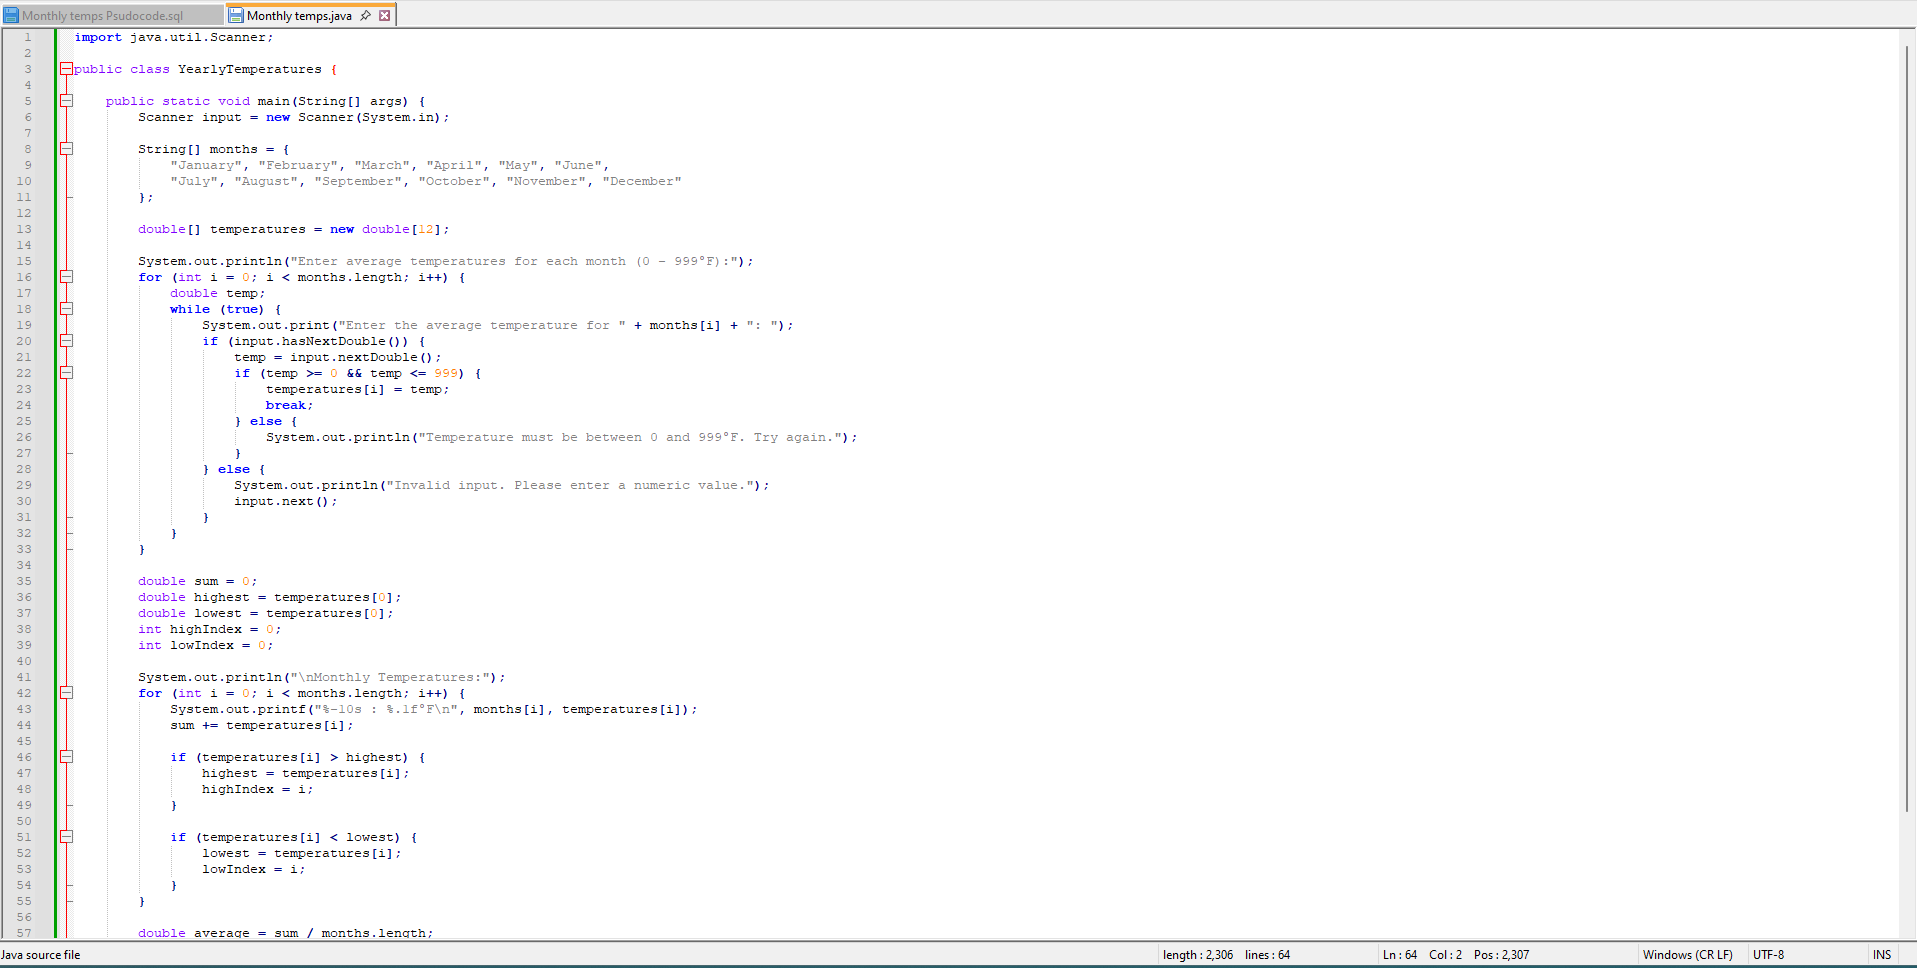 Monthly temps Psudocode.sql Monthly temps.java
1 import java.util.Scanner;
2
3 public class YearlyTemperatures {
4
5 public static void main(String[] args) {
6 Scanner input = new Scanner(System.in);
7
8 String[] months = {
9 "January", "February", "March", "April", "May", "June",
10 "July", "August", "September", "October", "November", "December"
11 };
12
13 double[] temperatures = new double[12];
14
15 System.out.println("Enter average temperatures for each month (0 - 999°F):");
16 for (int i = 0; i < months.length; i++) {
17 double temp;
18 while (true) {
19 System.out.print("Enter the average temperature for " + months[i] + ": ");
20 if (input.hasNextDouble()) {
21 temp = input.nextDouble();
22 if (temp >= 0 && temp <= 999) {
23 temperatures[i] = temp;
24 break;
25 } else {
26 System.out.println("Temperature must be between 0 and 999°F. Try again.");
27 }
28 } else {
29 System.out.println("Invalid input. Please enter a numeric value.");
30 input.next();
31 }
32 }
33 }
34
35 double sum = 0;
36 double highest = temperatures[0];
37 double lowest = temperatures[0];
38 int highIndex = 0;
39 int lowIndex = 0;
40
41 System.out.println("\nMonthly Temperatures:");
42 for (int i = 0; i < months.length; i++) {
43 System.out.printf("%-10s : %.1f°F\n", months[i], temperatures[i]);
44 sum += temperatures[i];
45
46 if (temperatures[i] > highest) {
47 highest = temperatures[i];
48 highIndex = i;
49 }
50
51 if (temperatures[i] < lowest) {
52 lowest = temperatures[i];
53 lowIndex = i;
54 }
55 }
56
57 double average = sum / months.length;
Java source file length : 2,306 lines : 64 Ln : 64 Col : 2 Pos : 2,307 Windows (CR LF) UTF-8 INS